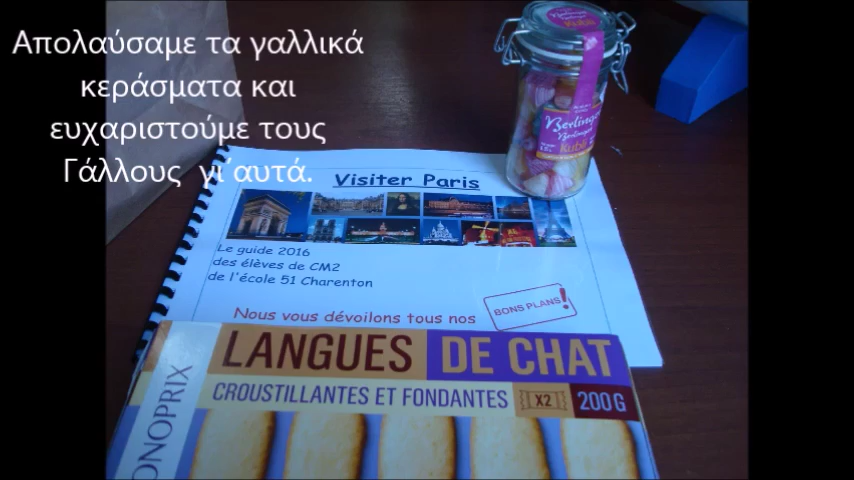 Απολαύσαμε τα γαλλικά
κεράσματα και
ευχαριστούμε τους
Γάλλους γι΄αυτά.
Berlingot
Kubli
Visiter Paris
Le guide 2016
des élèves de CM2
de l'école 51 Charenton
Nous vous dévoilons tous nos
BONS PLANS!
LANGUES DE CHAT
CROUSTILLANTES ET FONDANTES
X2
200G
ONOPRIX